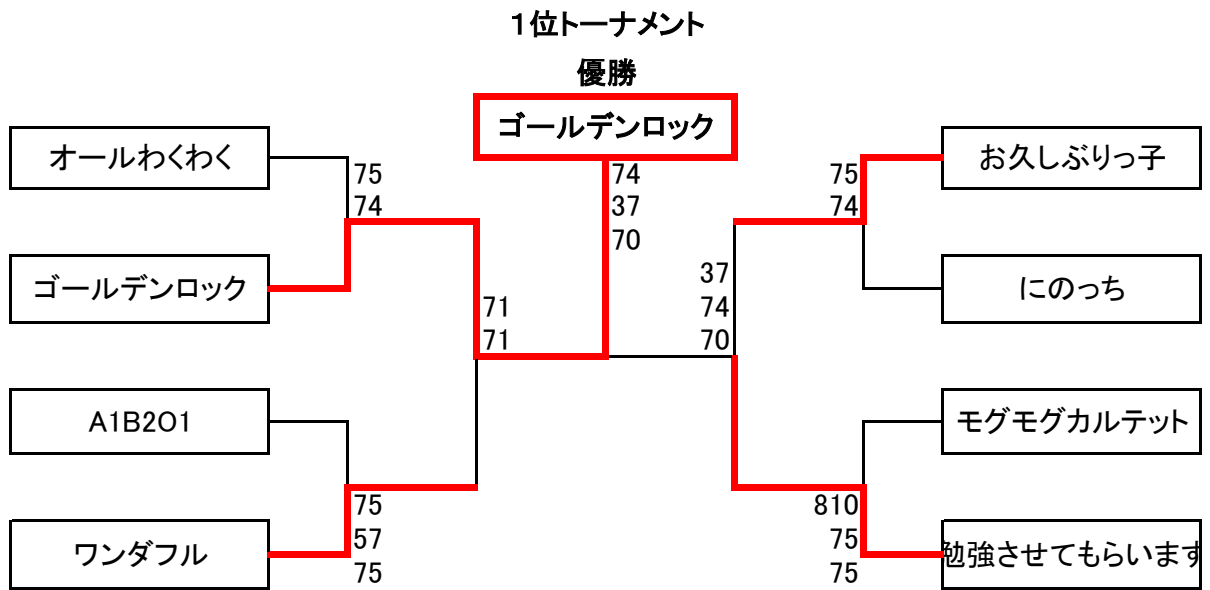 １位トーナメント
優勝
ゴールデンロック
オールわくわく
75
74
ゴールデンロック
71
71
A1B2O1
ワンダフル
75
57
75
74
37
70
お久しぶりっ子
75
74
にのっち
37
74
70
モグモグカルテット
810
75
75
勉強させてもらいます